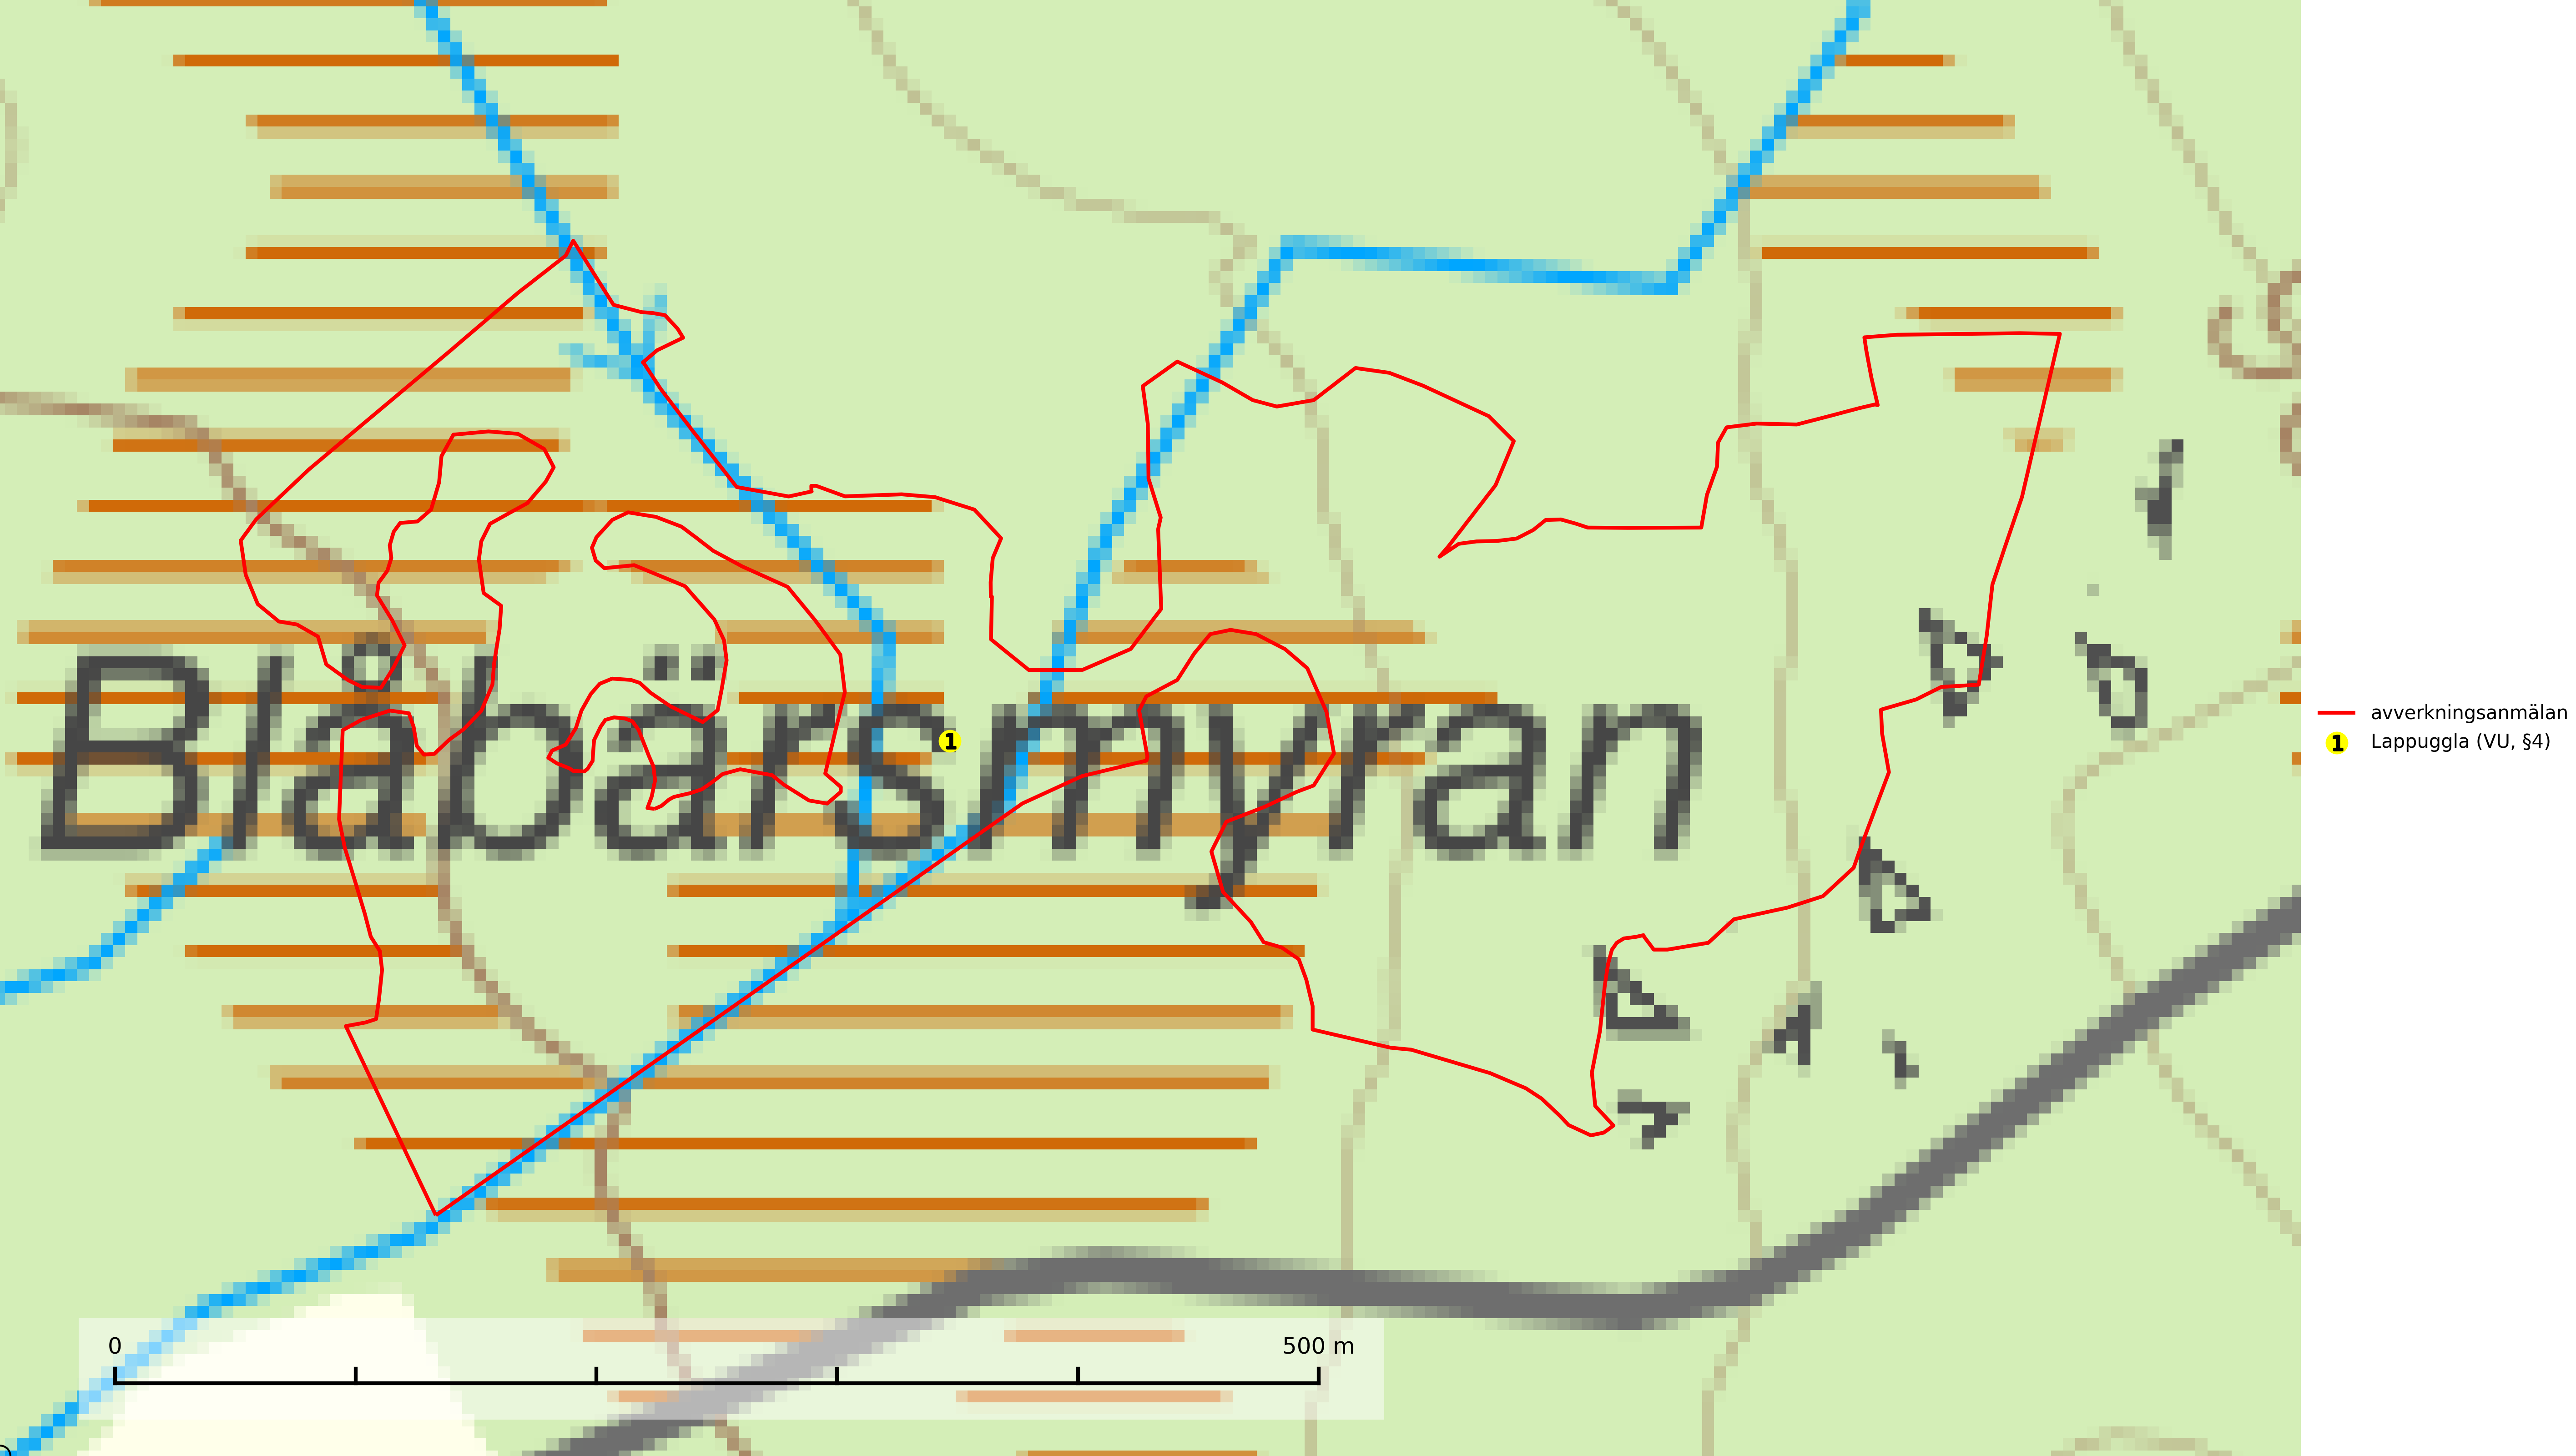 Blåbärsmyran
1
avverkningsanmälan
1 Lappuggla (VU, §4)
0 500 m